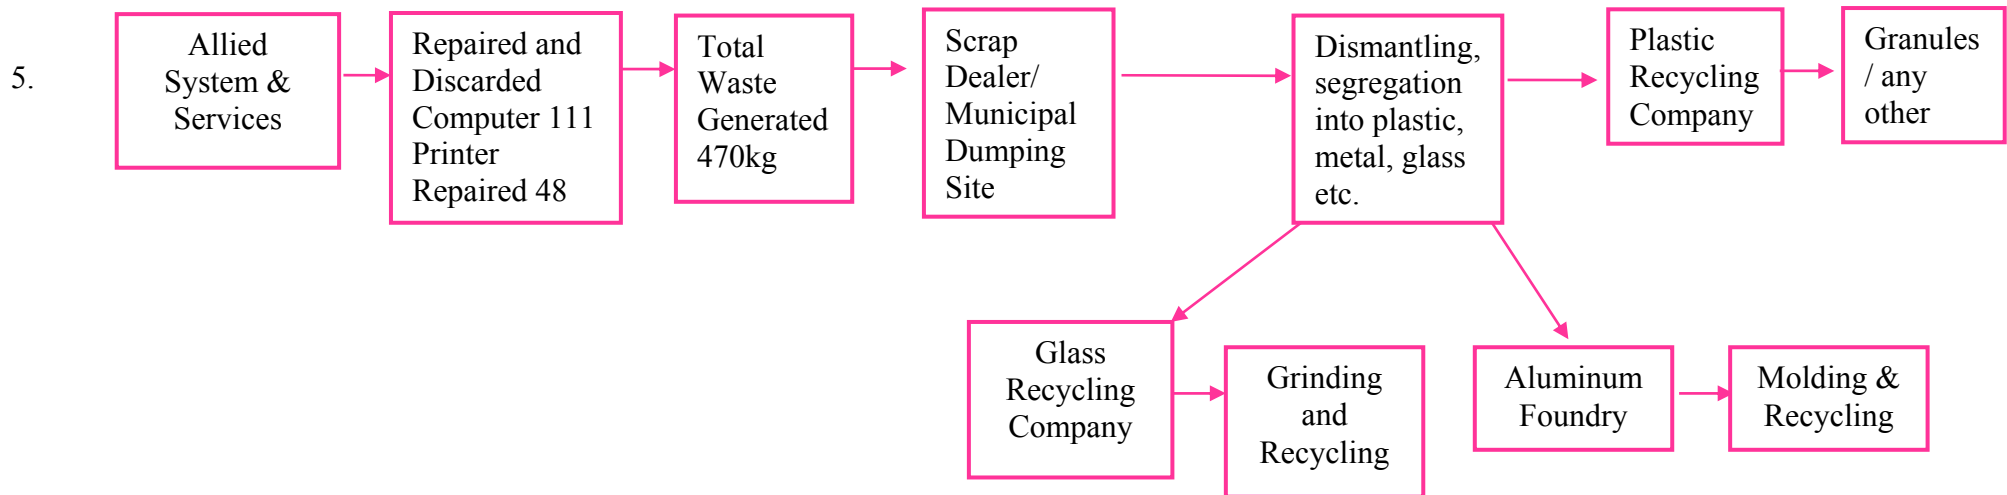 5.
Allied
System &
Services
Repaired and
Discarded
Computer 111
Printer
Repaired 48
Total
Waste
Generated
470kg
Scrap
Dealer/
Municipal
Dumping
Site
Dismantling,
segregation
into plastic,
metal, glass
etc.
Plastic
Recycling
Company
Granules
/ any
other
Glass
Recycling
Company
Grinding
and
Recycling
Aluminum
Foundry
Molding &
Recycling